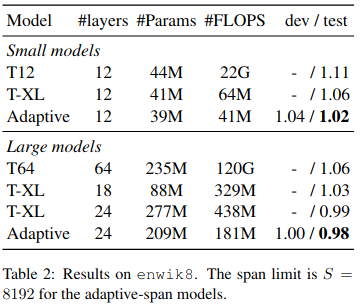 Model #layers #Params #FLOPS dev / test
Small models
T12 12 44M 22G - / 1.11
T-XL 12 41M 64M - / 1.06
Adaptive 12 39M 41M 1.04 / 1.02
Large models
T64 64 235M 120G - / 1.06
T-XL 18 88M 329M - / 1.03
T-XL 24 277M 438M - / 0.99
Adaptive 24 209M 181M 1.00 / 0.98
Table 2: Results on enwik8. The span limit is S =
8192 for the adaptive-span models.